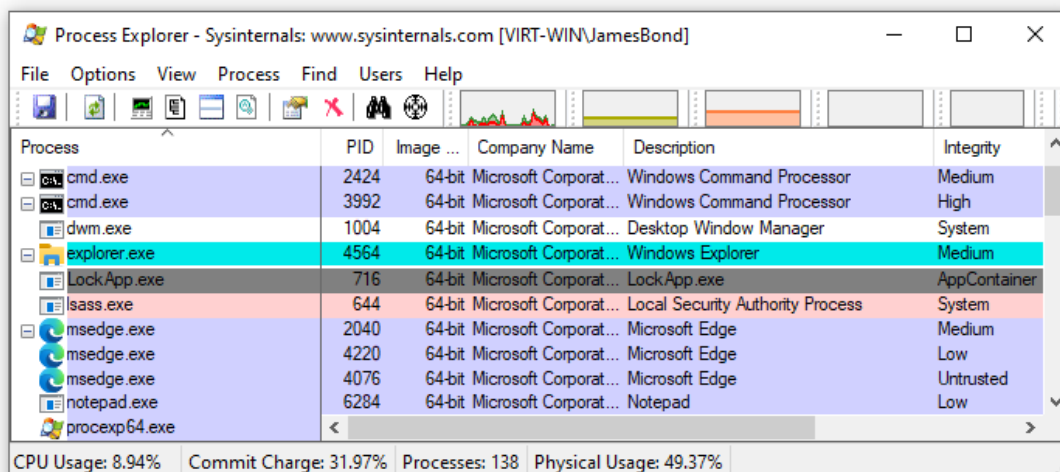 Process Explorer - Sysinternals: www.sysinternals.com [VIRT-WIN\JamesBond]
File Options View Process Find Users Help
Process PID Image ... Company Name Description Integrity
cmd.exe 2424 64-bit Microsoft Corporat... Windows Command Processor Medium
cmd.exe 3992 64-bit Microsoft Corporat... Windows Command Processor High
dwm.exe 1004 64-bit Microsoft Corporat... Desktop Window Manager System
explorer.exe 4564 64-bit Microsoft Corporat... Windows Explorer Medium
LockApp.exe 716 64-bit Microsoft Corporat... LockApp.exe AppContainer
lsass.exe 644 64-bit Microsoft Corporat... Local Security Authority Process System
msedge.exe 2040 64-bit Microsoft Corporat... Microsoft Edge Medium
msedge.exe 4220 64-bit Microsoft Corporat... Microsoft Edge Low
msedge.exe 4076 64-bit Microsoft Corporat... Microsoft Edge Untrusted
notepad.exe 6284 64-bit Microsoft Corporat... Notepad Low
procexp64.exe
CPU Usage: 8.94% Commit Charge: 31.97% Processes: 138 Physical Usage: 49.37%